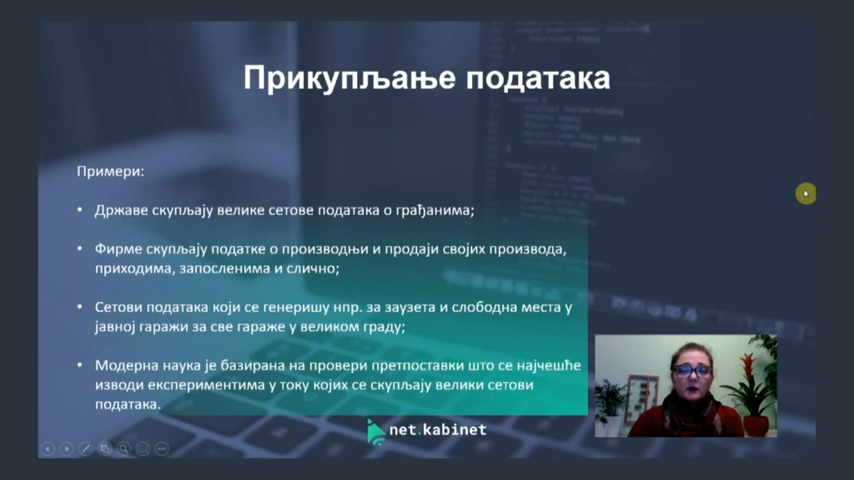 Прикупљање података
Примери:
• Државе скупљају велике сетове података о грађанима;
• Фирме скупљају податке о производњи и продаји својих производа,
приходима, запосленима и слично;
• Сетови података који се генеришу нпр. за заузета и слободна места у
јавној гаражи за све гараже у великом граду;
• Модерна наука је базирана на провери претпоставки што се најчешће
изводи експериментима у току којих се скупљају велики сетови
података.
net.kabinet